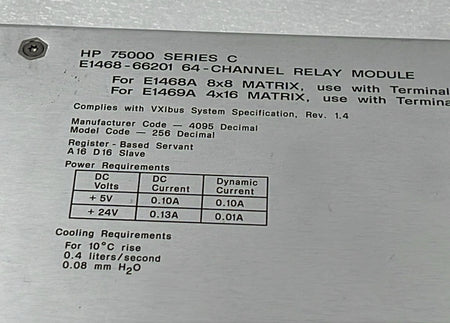 HP 75000 SERIES C
E1468-66201 64-CHANNEL RELAY MODULE
For E1468A 8x8 MATRIX, use with Terminal
For E1469A 4x16 MATRIX, use with Termina
Complies with VXIbus System Specification, Rev. 1.4
Manufacturer Code — 4095 Decimal
Model Code — 256 Decimal
Register-Based Servant
A16 D16 Slave
Power Requirements
DC Volts DC Current Dynamic Current
+ 5V 0.10A 0.10A
+ 24V 0.13A 0.01A
Cooling Requirements
For 10°C rise
0.4 liters/second
0.08 mm H₂O